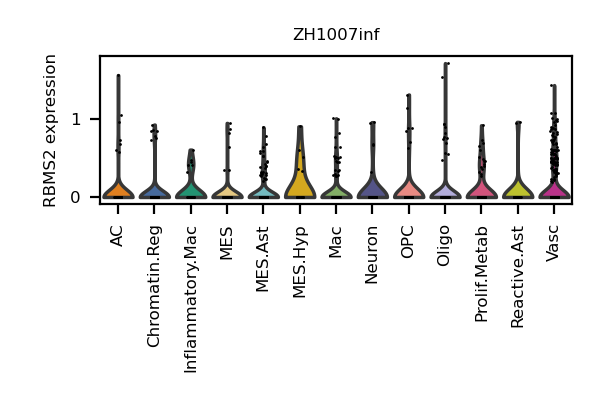 ZH1007inf
RBMS2 expression
1
0
AC
Chromatin.Reg
Inflammatory.Mac
MES
MES.Ast
MES.Hyp
Mac
Neuron
OPC
Oligo
Prolif.Metab
Reactive.Ast
Vasc